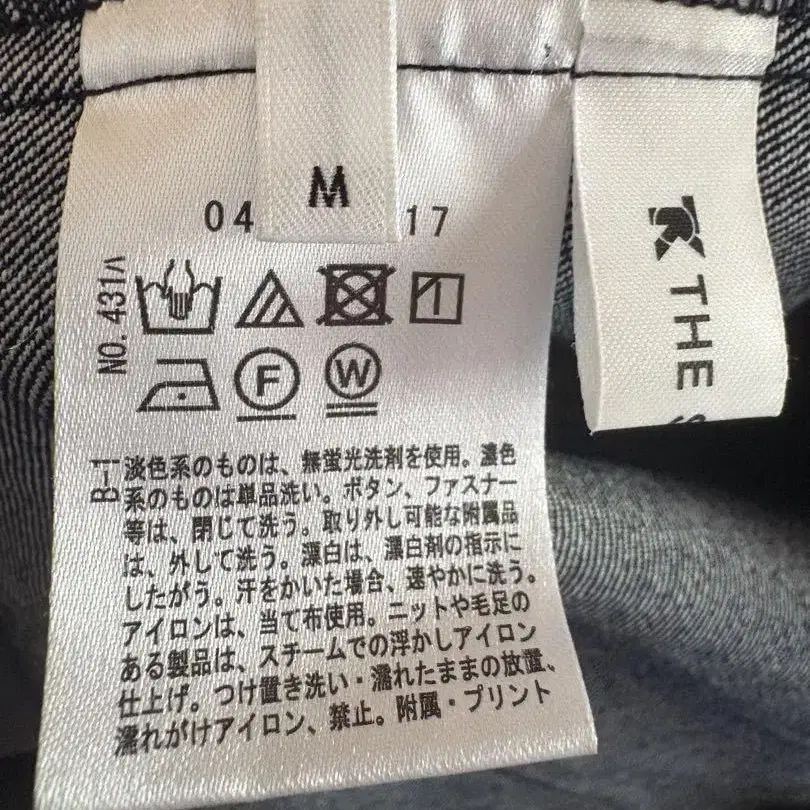 M
04 17
NO.431ハ
F
W
B-1
淡色系のものは、無蛍光洗剤を使用。濃色
系のものは単品洗い。ボタン、ファスナー
等は、閉じて洗う。取り外し可能な附属品
は、外して洗う。漂白は、漂白剤の指示に
したがう。汗をかいた場合、速やかに洗う。
アイロンは、当て布使用。ニットや毛足の
ある製品は、スチームでの浮かしアイロン
仕上げ。つけ置き洗い・濡れたままの放置、
濡れがけアイロン、禁止。附属・プリント
THE S